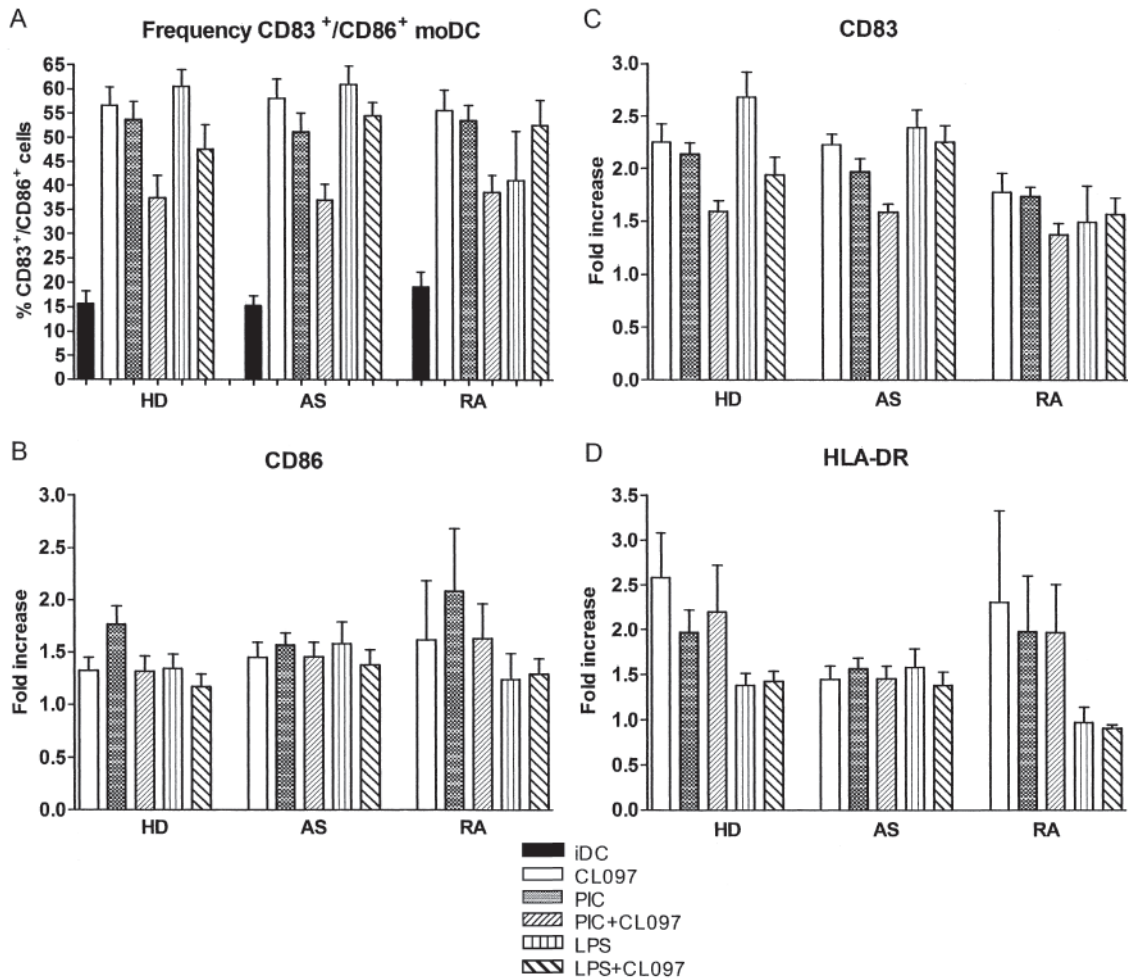 A
Frequency CD83 +/CD86+ moDC
% CD83+/CD86+ cells
65
60
55
50
45
40
35
30
25
20
15
10
5
0
HD AS RA
C
CD83
Fold increase
3.0
2.5
2.0
1.5
1.0
0.5
0.0
HD AS RA
B
CD86
Fold increase
3.0
2.5
2.0
1.5
1.0
0.5
0.0
HD AS RA
D
HLA-DR
Fold increase
3.5
3.0
2.5
2.0
1.5
1.0
0.5
0.0
HD AS RA
iDC
CL097
PIC
PIC+CL097
LPS
LPS+CL097